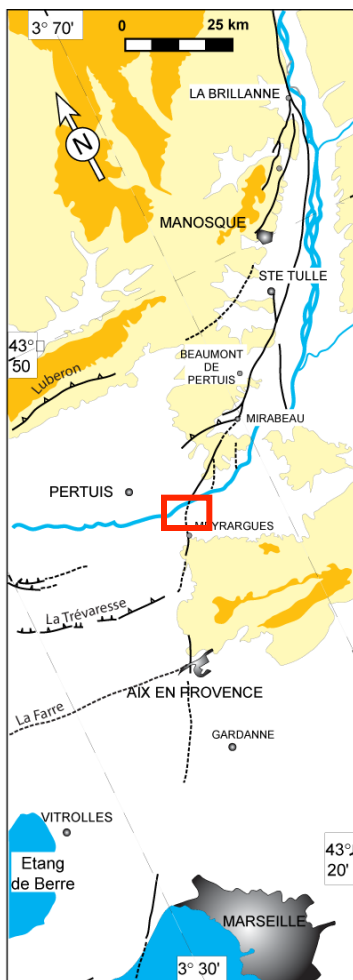 3° 70'
0
25 km
LA BRILLANNE
N
MANOSQUE
STE TULLE
43°
50
BEAUMONT
DE
PERTUIS
Luberon
MIRABEAU
PERTUIS
MEYRARGUES
La Trévaresse
AIX EN PROVENCE
La Farre
GARDANNE
VITROLLES
43°
20'
Etang
de Berre
MARSEILLE
3° 30'